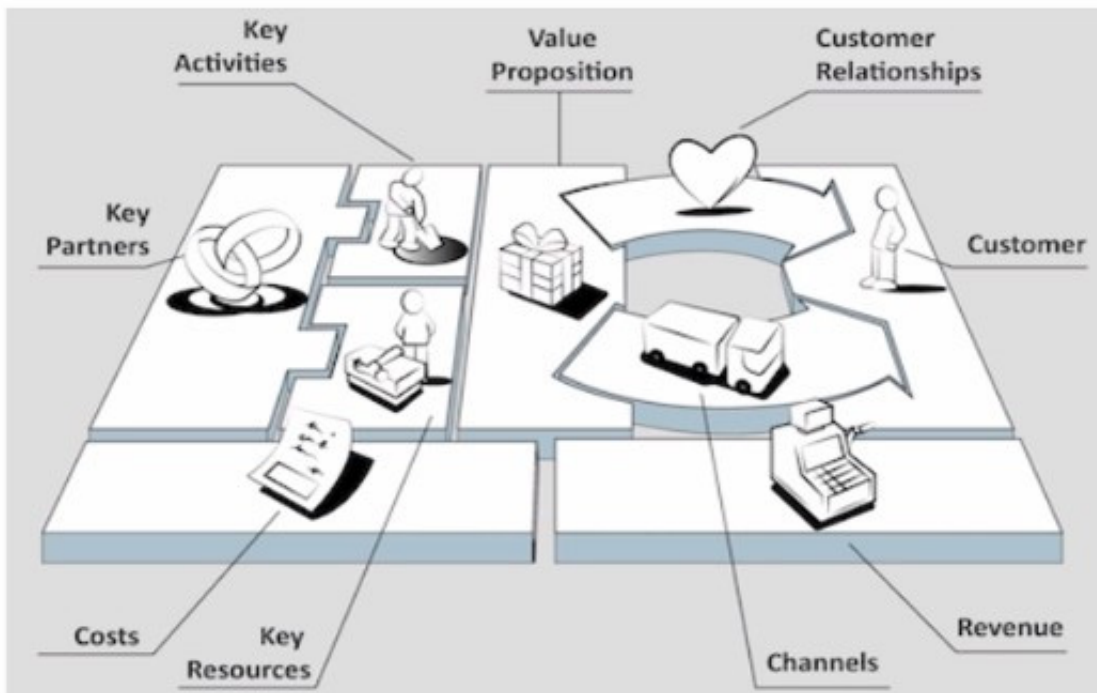 Key
Activities
Value
Proposition
Customer
Relationships
Key
Partners
Customer
Costs
Key
Resources
Channels
Revenue